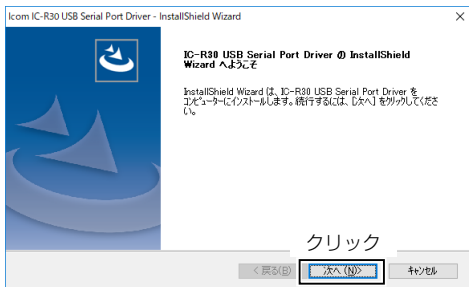 Icom IC-R30 USB Serial Port Driver - InstallShield Wizard
IC-R30 USB Serial Port Driver の InstallShield
Wizard へようこそ
InstallShield Wizard は、IC-R30 USB Serial Port Driver を
コンピューターにインストールします。続行するには、[次へ] をクリックしてくださ
い。
クリック
< 戻る(B)
次へ (N)>
キャンセル